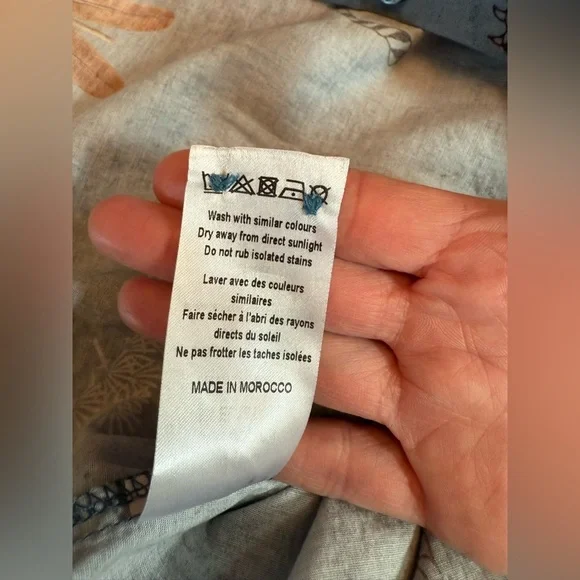 Wash with similar colours
Dry away from direct sunlight
Do not rub isolated stains
Laver avec des couleurs
similaires
Faire sécher à l'abri des rayons
directs du soleil
Ne pas frotter les taches isolées
MADE IN MOROCCO